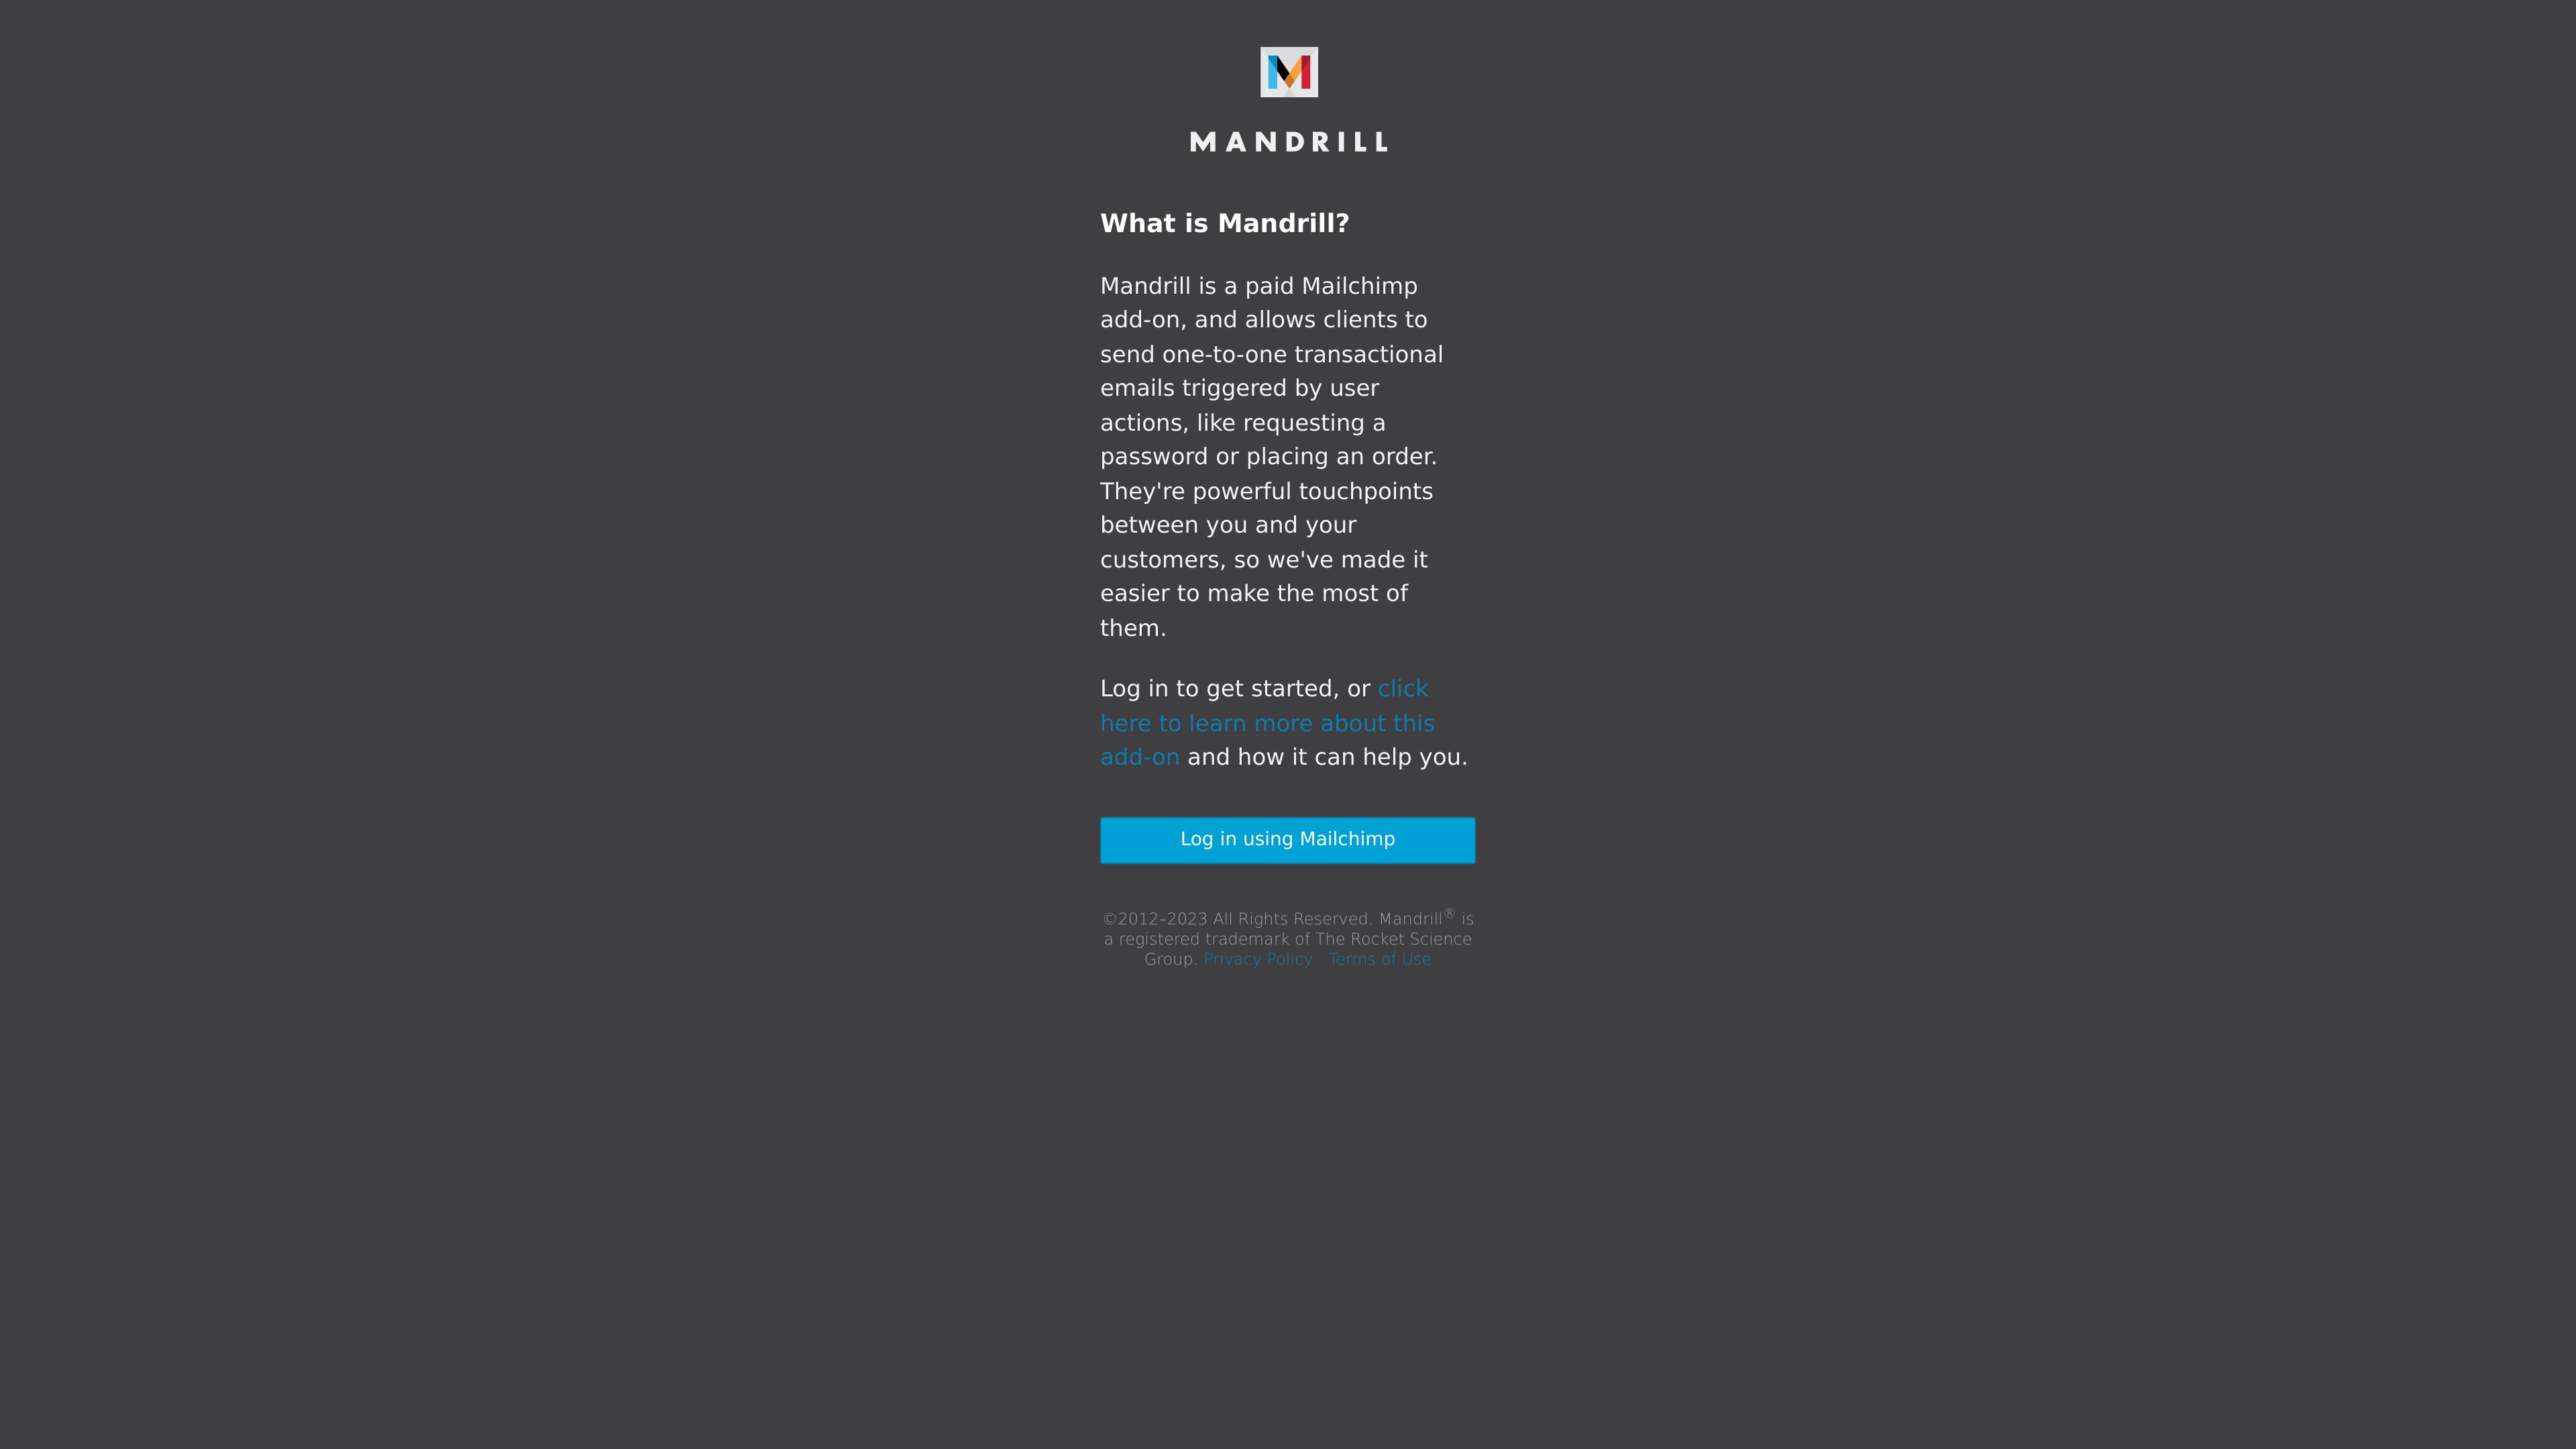 MANDRILL
What is Mandrill?
Mandrill is a paid Mailchimp
add-on, and allows clients to
send one-to-one transactional
emails triggered by user
actions, like requesting a
password or placing an order.
They're powerful touchpoints
between you and your
customers, so we've made it
easier to make the most of
them.
Log in to get started, or click
here to learn more about this
add-on and how it can help you.
Log in using Mailchimp
©2012–2023 All Rights Reserved. Mandrill® is
a registered trademark of The Rocket Science
Group. Privacy Policy Terms of Use